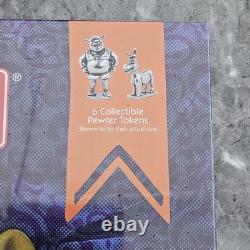 ®
6 Collectible
Pewter Tokens
(Shown larger than actual size)